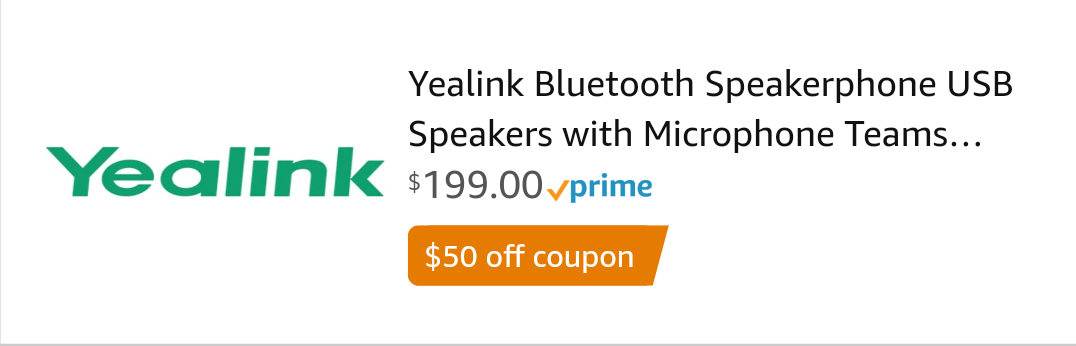 Yealink
Yealink Bluetooth Speakerphone USB
Speakers with Microphone Teams...
$199.00 prime
$50 off coupon